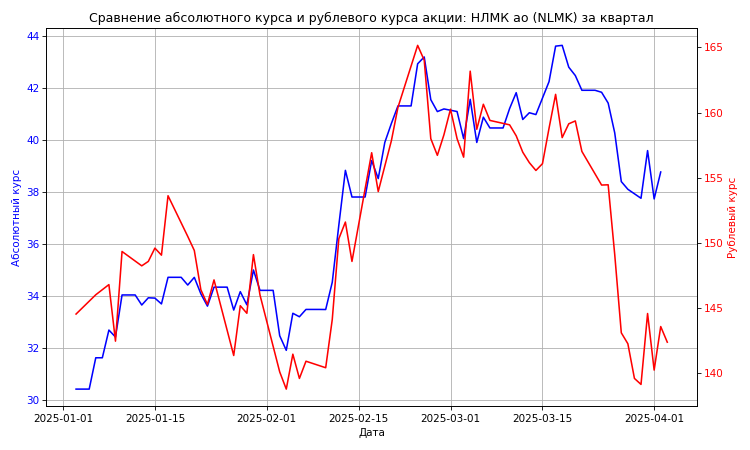 Сравнение абсолютного курса и рублевого курса акции: НЛМК ао (NLMK) за квартал
44
42
40
38
36
34
32
30
Абсолютный курс
165
160
155
150
145
140
Рублевый курс
2025-01-01 2025-01-15 2025-02-01 2025-02-15 2025-03-01 2025-03-15 2025-04-01
Дата